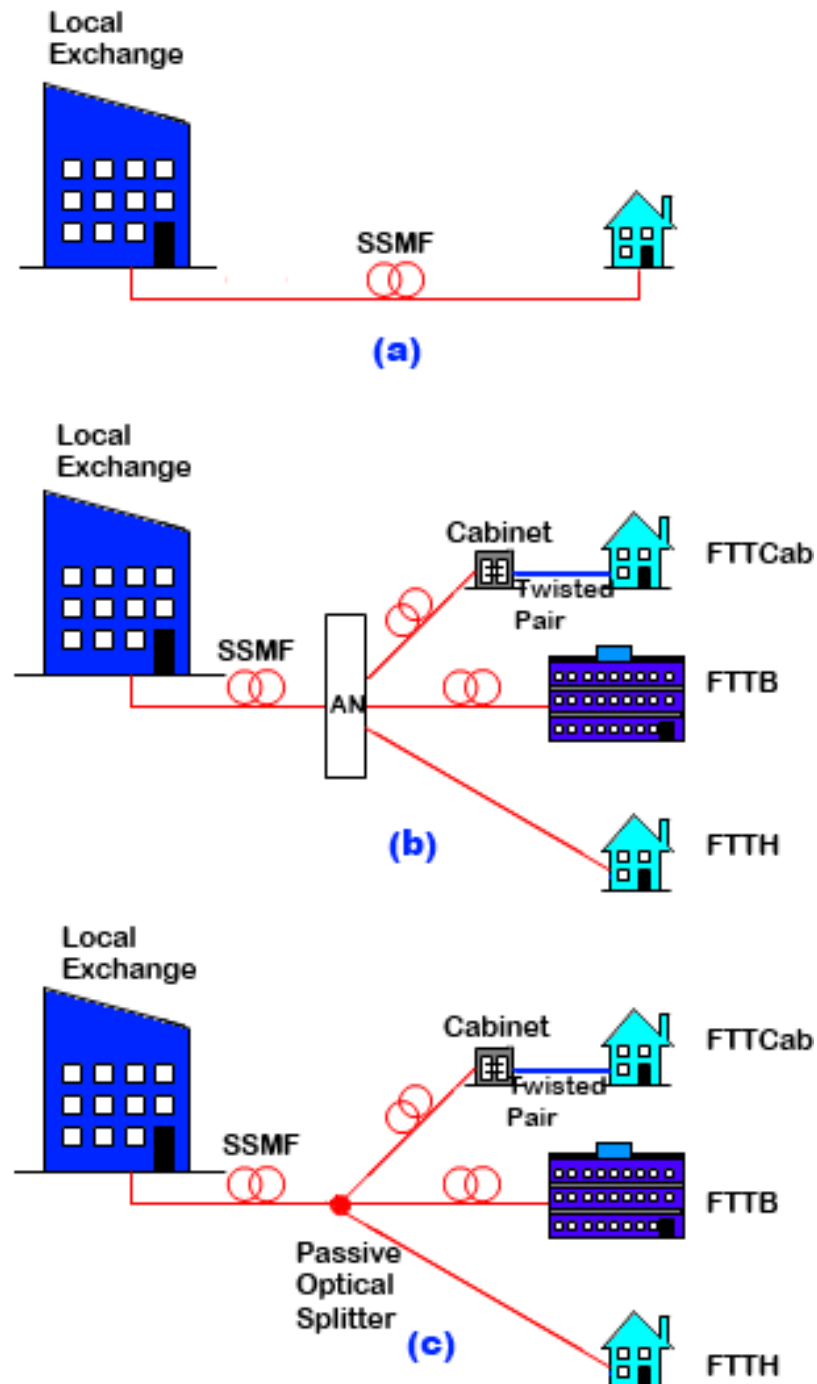 Local
Exchange
SSMF
(a)
Local
Exchange
Cabinet
FTTCab
Twisted
Pair
SSMF
FTTB
AN
(b)
FTTH
Local
Exchange
Cabinet
FTTCab
Twisted
Pair
SSMF
FTTB
Passive
Optical
Splitter
(c)
FTTH